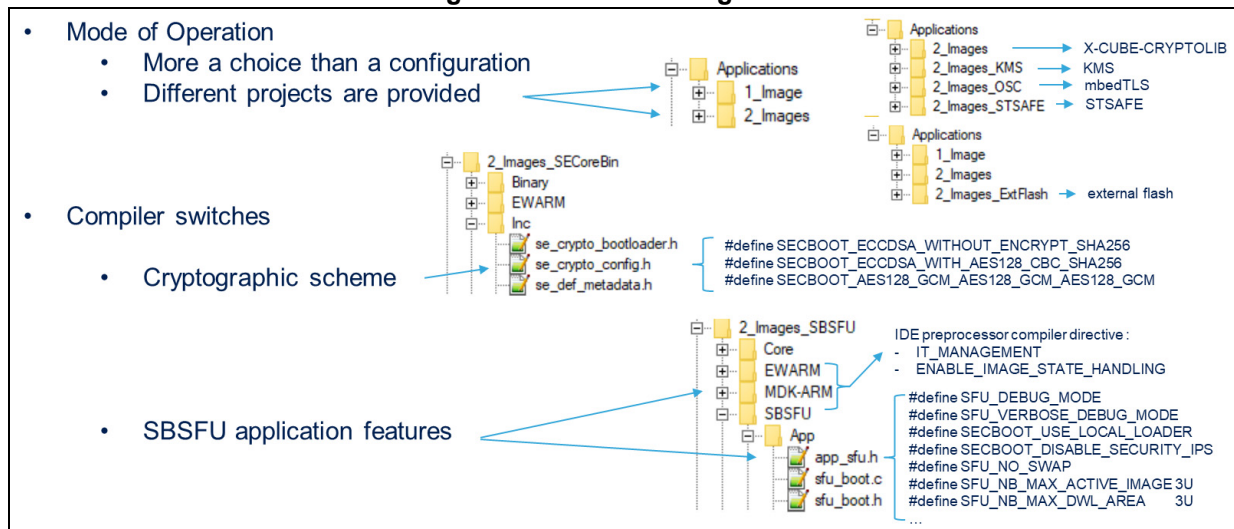 • Mode of Operation
• More a choice than a configuration
• Different projects are provided
Applications
1_Image
2_Images
Applications
2_Images X-CUBE-CRYPTOLIB
2_Images_KMS KMS
2_Images_OSC mbedTLS
2_Images_STSAFE STSAFE
Applications
1_Image
2_Images
2_Images_ExtFlash external flash
• Compiler switches
• Cryptographic scheme
2_Images_SECoreBin
Binary
EWARM
Inc
se_crypto_bootloader.h
se_crypto_config.h
se_def_metadata.h
#define SECBOOT_ECCDSA_WITHOUT_ENCRYPT_SHA256
#define SECBOOT_ECCDSA_WITH_AES128_CBC_SHA256
#define SECBOOT_AES128_GCM_AES128_GCM_AES128_GCM
• SBSFU application features
2_Images_SBSFU
Core
EWARM
MDK-ARM
SBSFU
App
app_sfu.h
sfu_boot.c
sfu_boot.h
IDE preprocessor compiler directive :
- IT_MANAGEMENT
- ENABLE_IMAGE_STATE_HANDLING
#define SFU_DEBUG_MODE
#define SFU_VERBOSE_DEBUG_MODE
#define SECBOOT_USE_LOCAL_LOADER
#define SECBOOT_DISABLE_SECURITY_IPS
#define SFU_NO_SWAP
#define SFU_NB_MAX_ACTIVE_IMAGE 3U
#define SFU_NB_MAX_DWL_AREA 3U
...